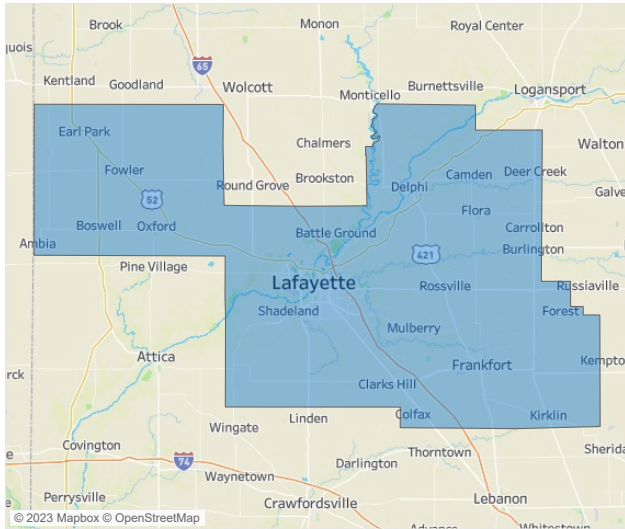 Brook
Monon
Royal Center
quois
65
Kentland
Goodland
Wolcott
Burnettsville
Logansport
Monticello
Earl Park
Chalmers
Walton
Fowler
Round Grove
Brookston
Delphi
Camden
Deer Creek
52
Galve
Flora
Boswell
Oxford
Battle Ground
Carrollton
Ambia
421
Burlington
Pine Village
Lafayette
Rossville
Russiaville
Shadeland
Forest
Mulberry
Attica
Frankfort
Kempto
rck
Clarks Hill
Linden
Colfax
Kirklin
Wingate
Covington
Thorntown
Sherida
e
74
Darlington
Waynetown
Perrysville
Crawfordsville
Lebanon
© 2023 Mapbox © OpenStreetMap
Advance
Whitestown